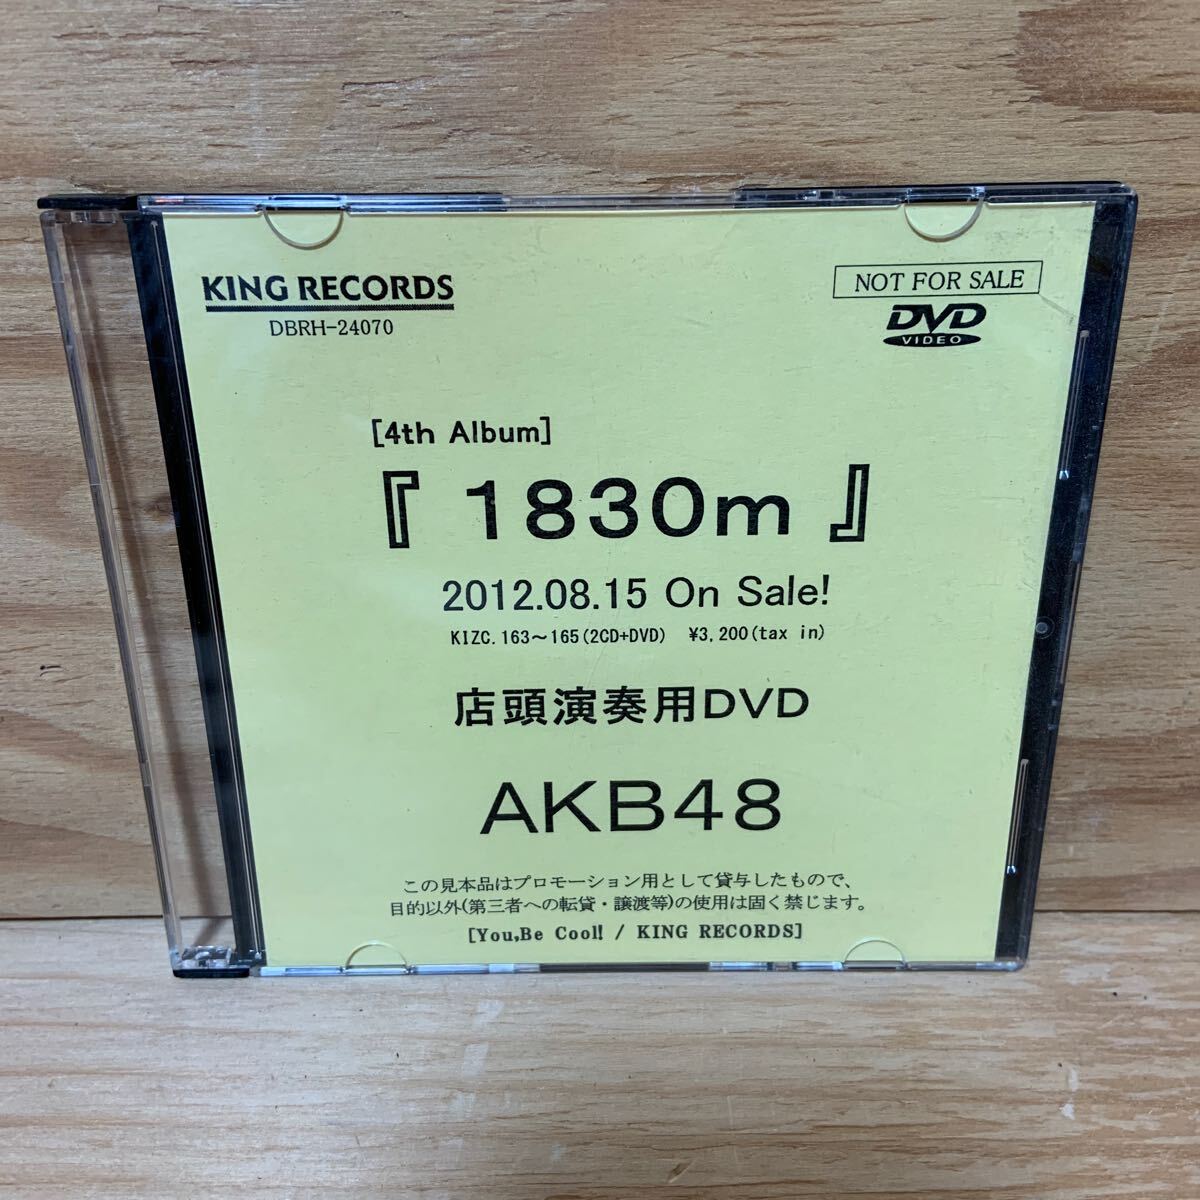 KING RECORDS
DBRH-24070
NOT FOR SALE
DVD
VIDEO
[4th Album]
『 1830m 』
2012.08.15 On Sale!
KIZC.163～165(2CD+DVD) ¥3,200(tax in)
店頭演奏用DVD
AKB48
この見本品はプロモーション用として貸与したもので、
目的以外(第三者への転貸・譲渡等)の使用は固く禁じます。
[You,Be Cool! / KING RECORDS]